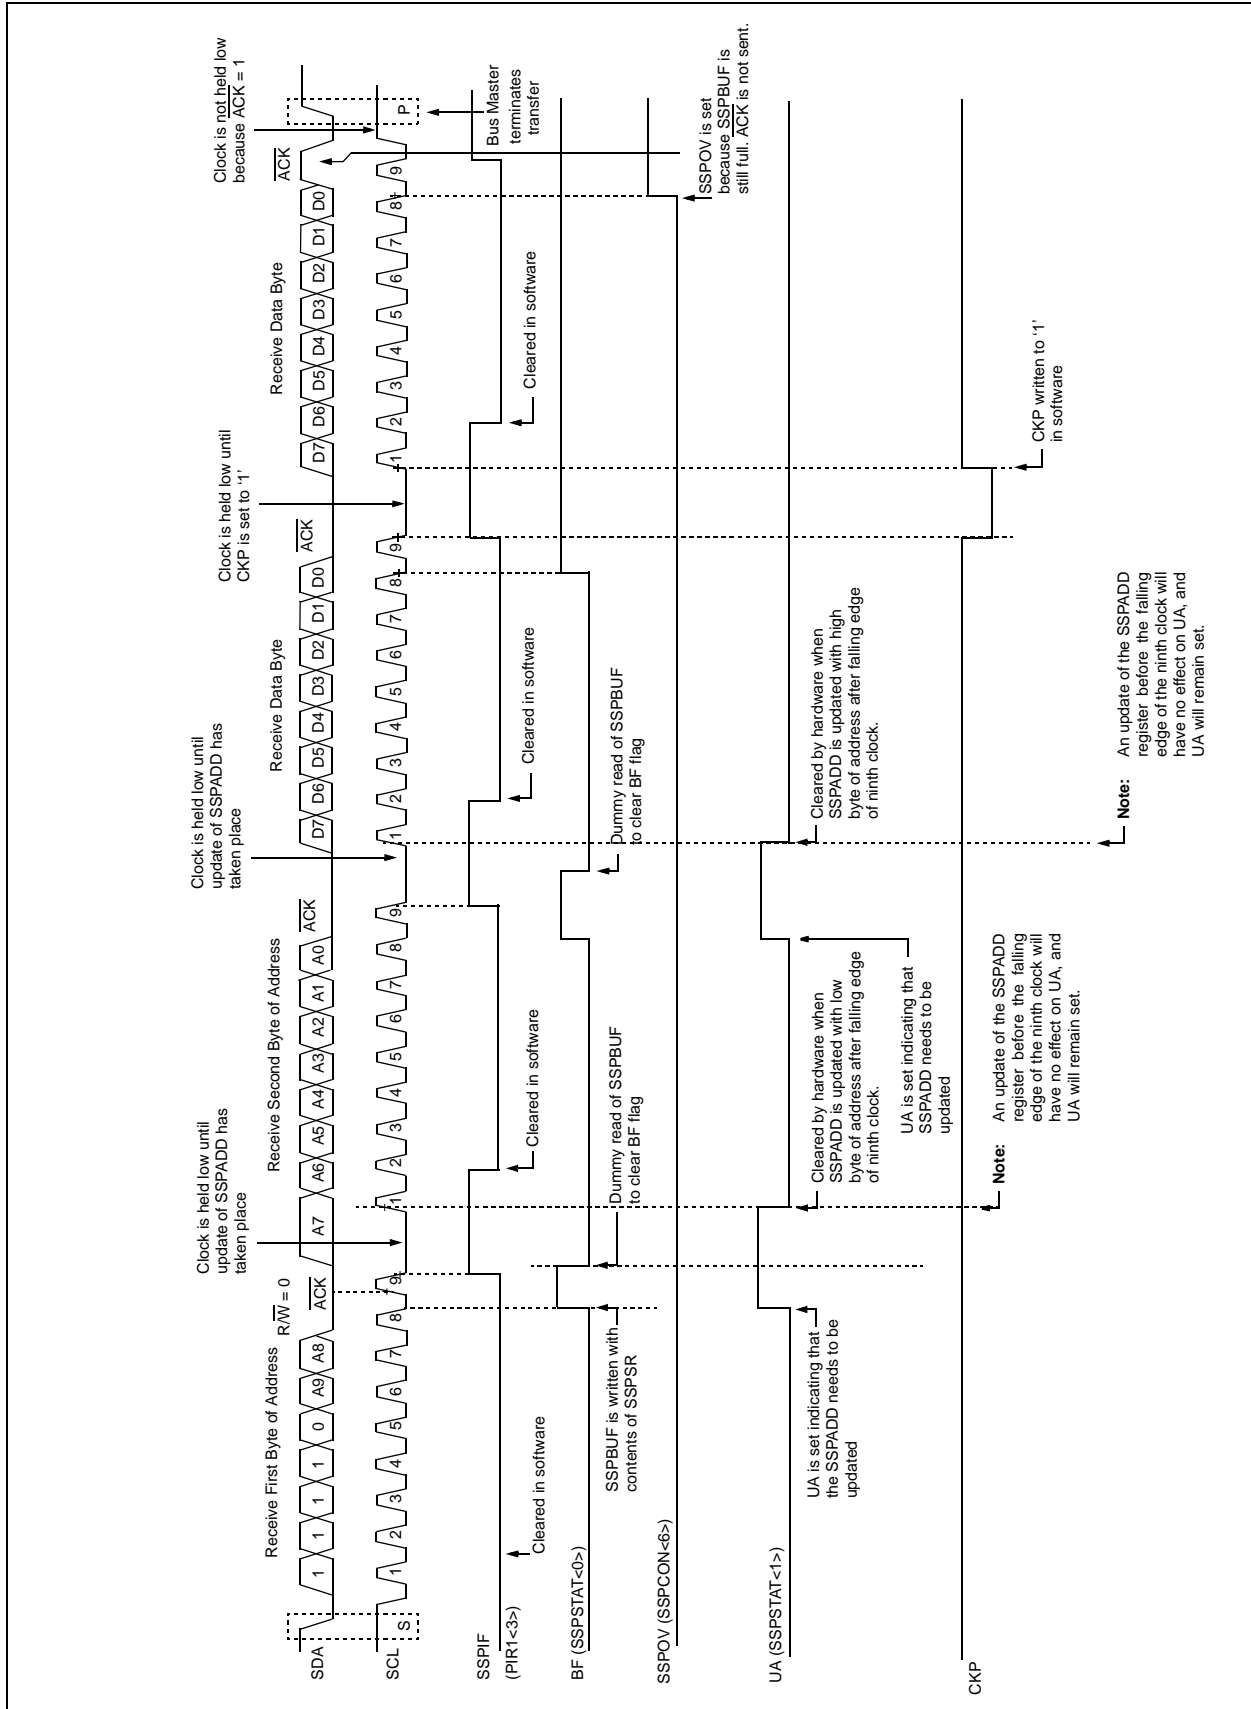 Receive First Byte of Address
R/W = 0
ACK
Clock is held low until
update of SSPADD has
taken place
Receive Second Byte of Address
ACK
Clock is held low until
update of SSPADD has
taken place
Receive Data Byte
ACK
Clock is held low until
CKP is set to '1'
Receive Data Byte
ACK
Clock is not held low
because ACK = 1
SDA
1 1 1 1 0 A9 A8 A7 A6 A5 A4 A3 A2 A1 A0 D7 D6 D5 D4 D3 D2 D1 D0 D7 D6 D5 D4 D3 D2 D1 D0
SCL
S 1 2 3 4 5 6 7 8 9 1 2 3 4 5 6 7 8 9 1 2 3 4 5 6 7 8 9 1 2 3 4 5 6 7 8 9 P
Bus Master
terminates
transfer
SSPIF
(PIR1<3>)
Cleared in software
Cleared in software
Cleared in software
Cleared in software
BF (SSPSTAT<0>)
SSPBUF is written with
contents of SSPSR
Dummy read of SSPBUF
to clear BF flag
Dummy read of SSPBUF
to clear BF flag
SSPOV (SSPCON<6>)
SSPOV is set
because SSPBUF is
still full. ACK is not sent.
UA (SSPSTAT<1>)
UA is set indicating that
the SSPADD needs to be
updated
Cleared by hardware when
SSPADD is updated with low
byte of address after falling edge
of ninth clock.
UA is set indicating that
SSPADD needs to be
updated
Cleared by hardware when
SSPADD is updated with high
byte of address after falling edge
of ninth clock.
CKP
CKP written to '1'
in software
Note: An update of the SSPADD
register before the falling
edge of the ninth clock will
have no effect on UA, and
UA will remain set.
Note: An update of the SSPADD
register before the falling
edge of the ninth clock will
have no effect on UA, and
UA will remain set.